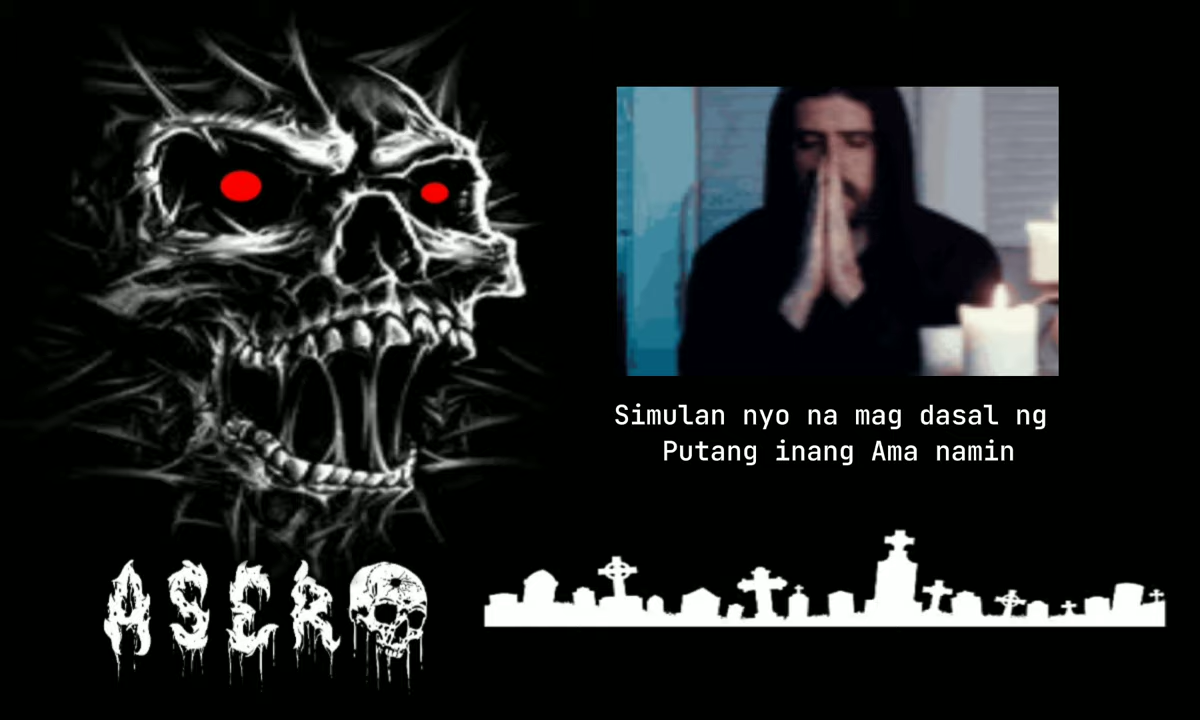 Simulan nyo na mag dasal ng
Putang inang Ama namin
ASERO